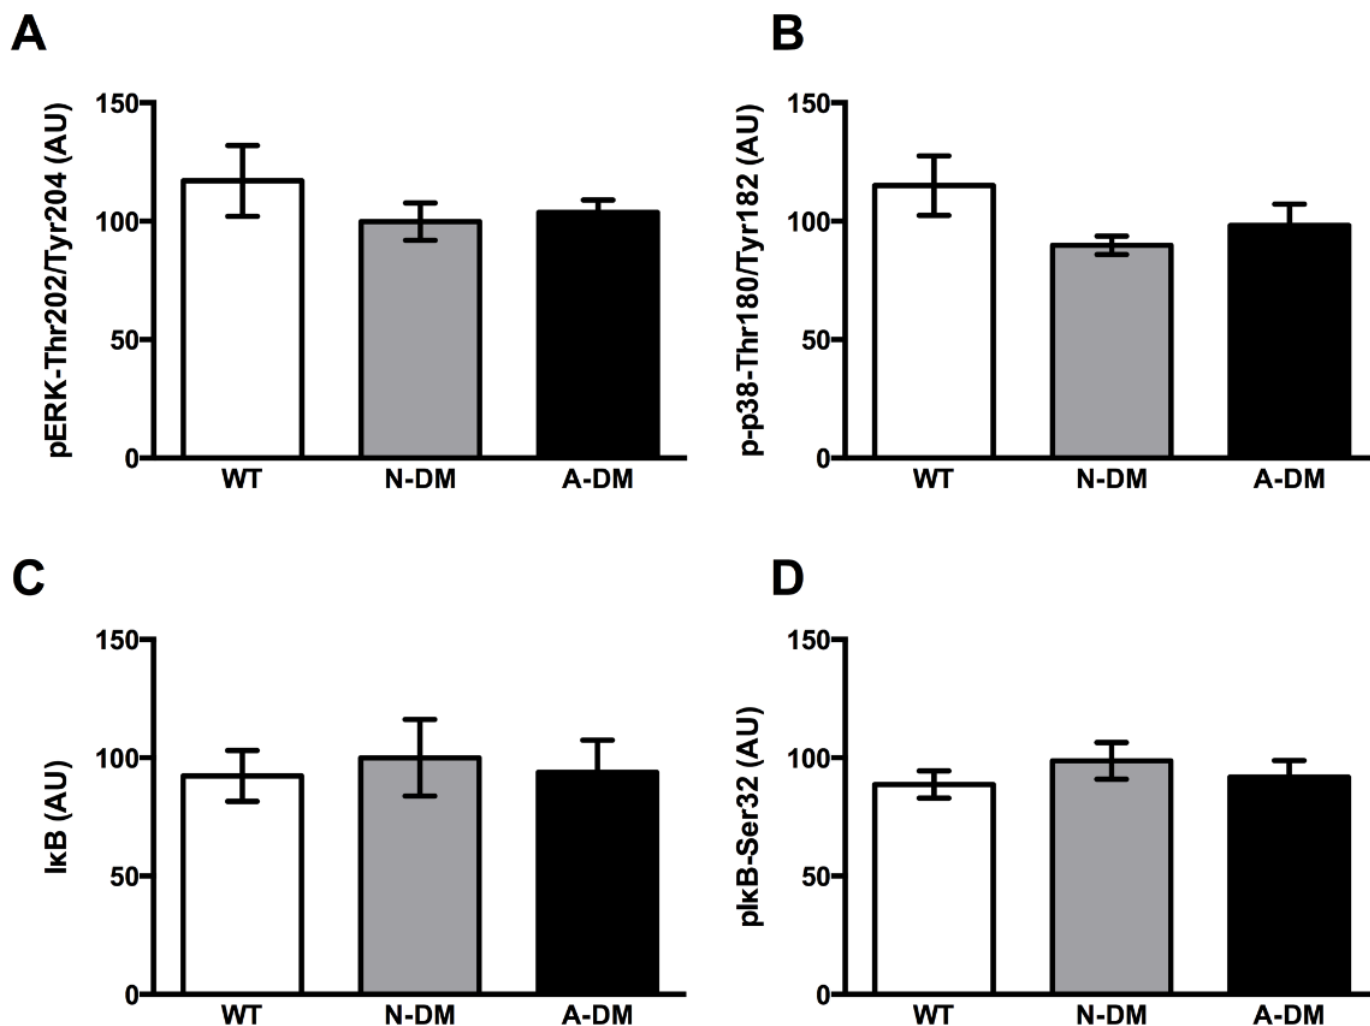 A
pERK-Thr202/Tyr204 (AU)
150
100
50
0
WT N-DM A-DM
B
p-p38-Thr180/Tyr182 (AU)
150
100
50
0
WT N-DM A-DM
C
IκB (AU)
150
100
50
0
WT N-DM A-DM
D
pIκB-Ser32 (AU)
150
100
50
0
WT N-DM A-DM